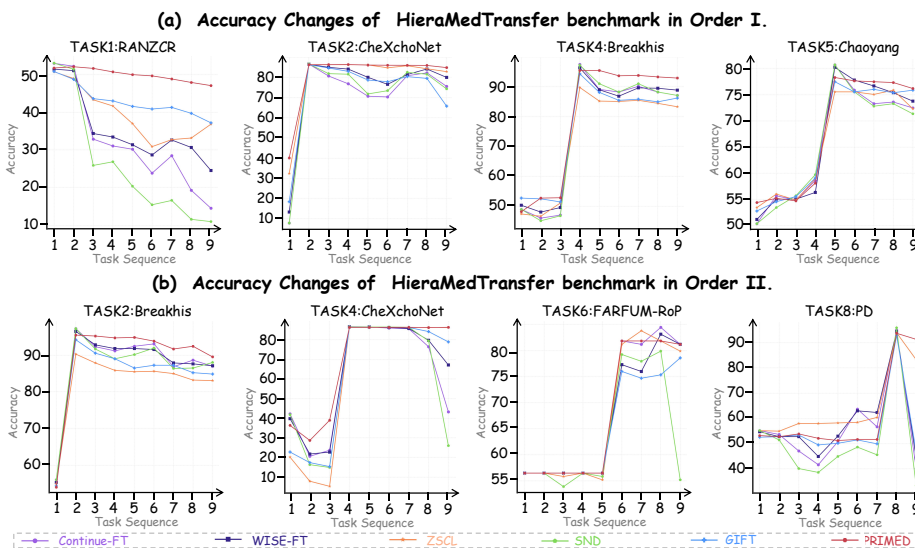 (a) Accuracy Changes of HieraMedTransfer benchmark in Order I.
TASK1:RANZCR
TASK2:CheXchoNet
TASK4:Breakhis
TASK5:Chaoyang
Accuracy
50
40
30
20
10
1 2 3 4 5 6 7 8 9
Task Sequence
Accuracy
80
70
60
50
40
30
20
10
1 2 3 4 5 6 7 8 9
Task Sequence
Accuracy
90
80
70
60
50
1 2 3 4 5 6 7 8 9
Task Sequence
Accuracy
80
75
70
65
60
55
50
1 2 3 4 5 6 7 8 9
Task Sequence
(b) Accuracy Changes of HieraMedTransfer benchmark in Order II.
TASK2:Breakhis
TASK4:CheXchoNet
TASK6:FARFUM-RoP
TASK8:PD
Accuracy
90
80
70
60
1 2 3 4 5 6 7 8 9
Task Sequence
Accuracy
80
70
60
50
40
30
20
10
1 2 3 4 5 6 7 8 9
Task Sequence
Accuracy
80
75
70
65
60
55
1 2 3 4 5 6 7 8 9
Task Sequence
Accuracy
90
80
70
60
50
40
1 2 3 4 5 6 7 8 9
Task Sequence
Continue-FT WISE-FT ZSCL SND GIFT PRIMED